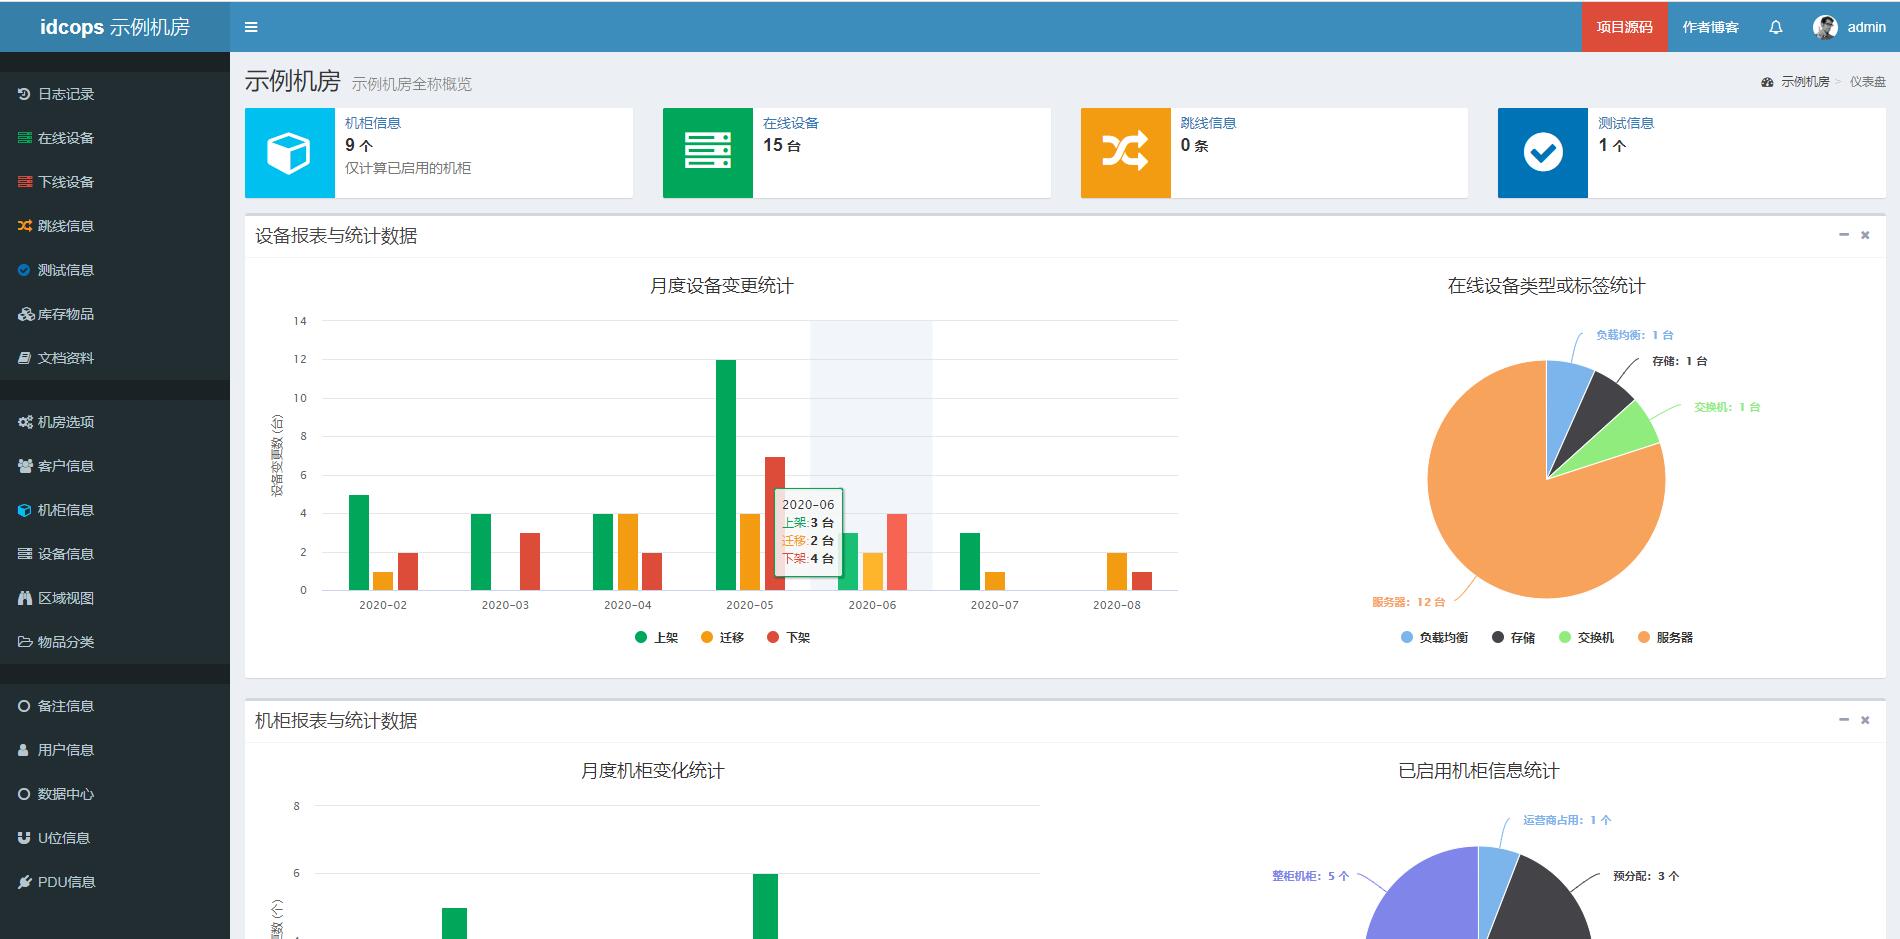 idcops 示例机房
项目源码 作者博客 admin
示例机房 示例机房全称概览
示例机房 > 仪表盘
日志记录
在线设备
下线设备
跳线信息
测试信息
库存物品
文档资料
机房选项
客户信息
机柜信息
设备信息
区域视图
物品分类
备注信息
用户信息
数据中心
U位信息
PDU信息
机柜信息
9 个
仅计算已启用的机柜
在线设备
15 台
跳线信息
0 条
测试信息
1 个
设备报表与统计数据
月度设备变更统计
设备变更数 (台)
14
12
10
8
6
4
2
0
2020-06
上架:3 台
迁移:2 台
下架:4 台
2020-02 2020-03 2020-04 2020-05 2020-06 2020-07 2020-08
上架 迁移 下架
在线设备类型或标签统计
负载均衡: 1 台
存储: 1 台
交换机: 1 台
服务器: 12 台
负载均衡 存储 交换机 服务器
机柜报表与统计数据
月度机柜变化统计
8
6
数 (个)
已启用机柜信息统计
运营商占用: 1 个
整柜机柜: 5 个
预分配: 3 个